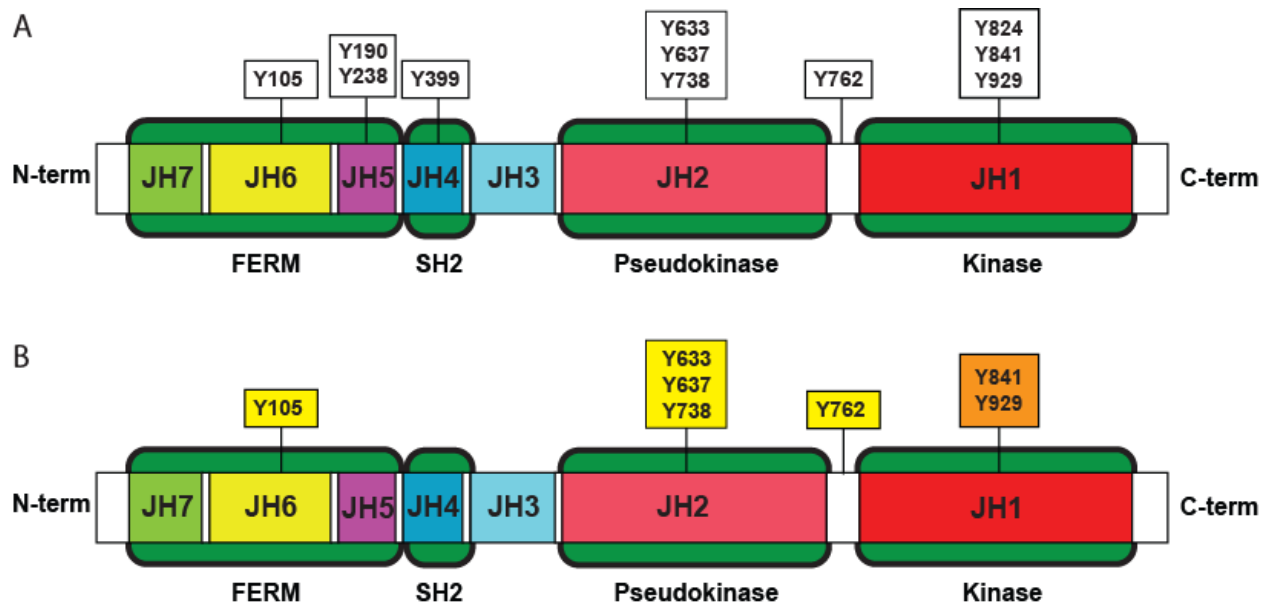 A
Y105
Y190
Y238
Y399
Y633
Y637
Y738
Y762
Y824
Y841
Y929
N-term
JH7
JH6
JH5
JH4
JH3
JH2
JH1
C-term
FERM
SH2
Pseudokinase
Kinase
B
Y105
Y633
Y637
Y738
Y762
Y841
Y929
N-term
JH7
JH6
JH5
JH4
JH3
JH2
JH1
C-term
FERM
SH2
Pseudokinase
Kinase